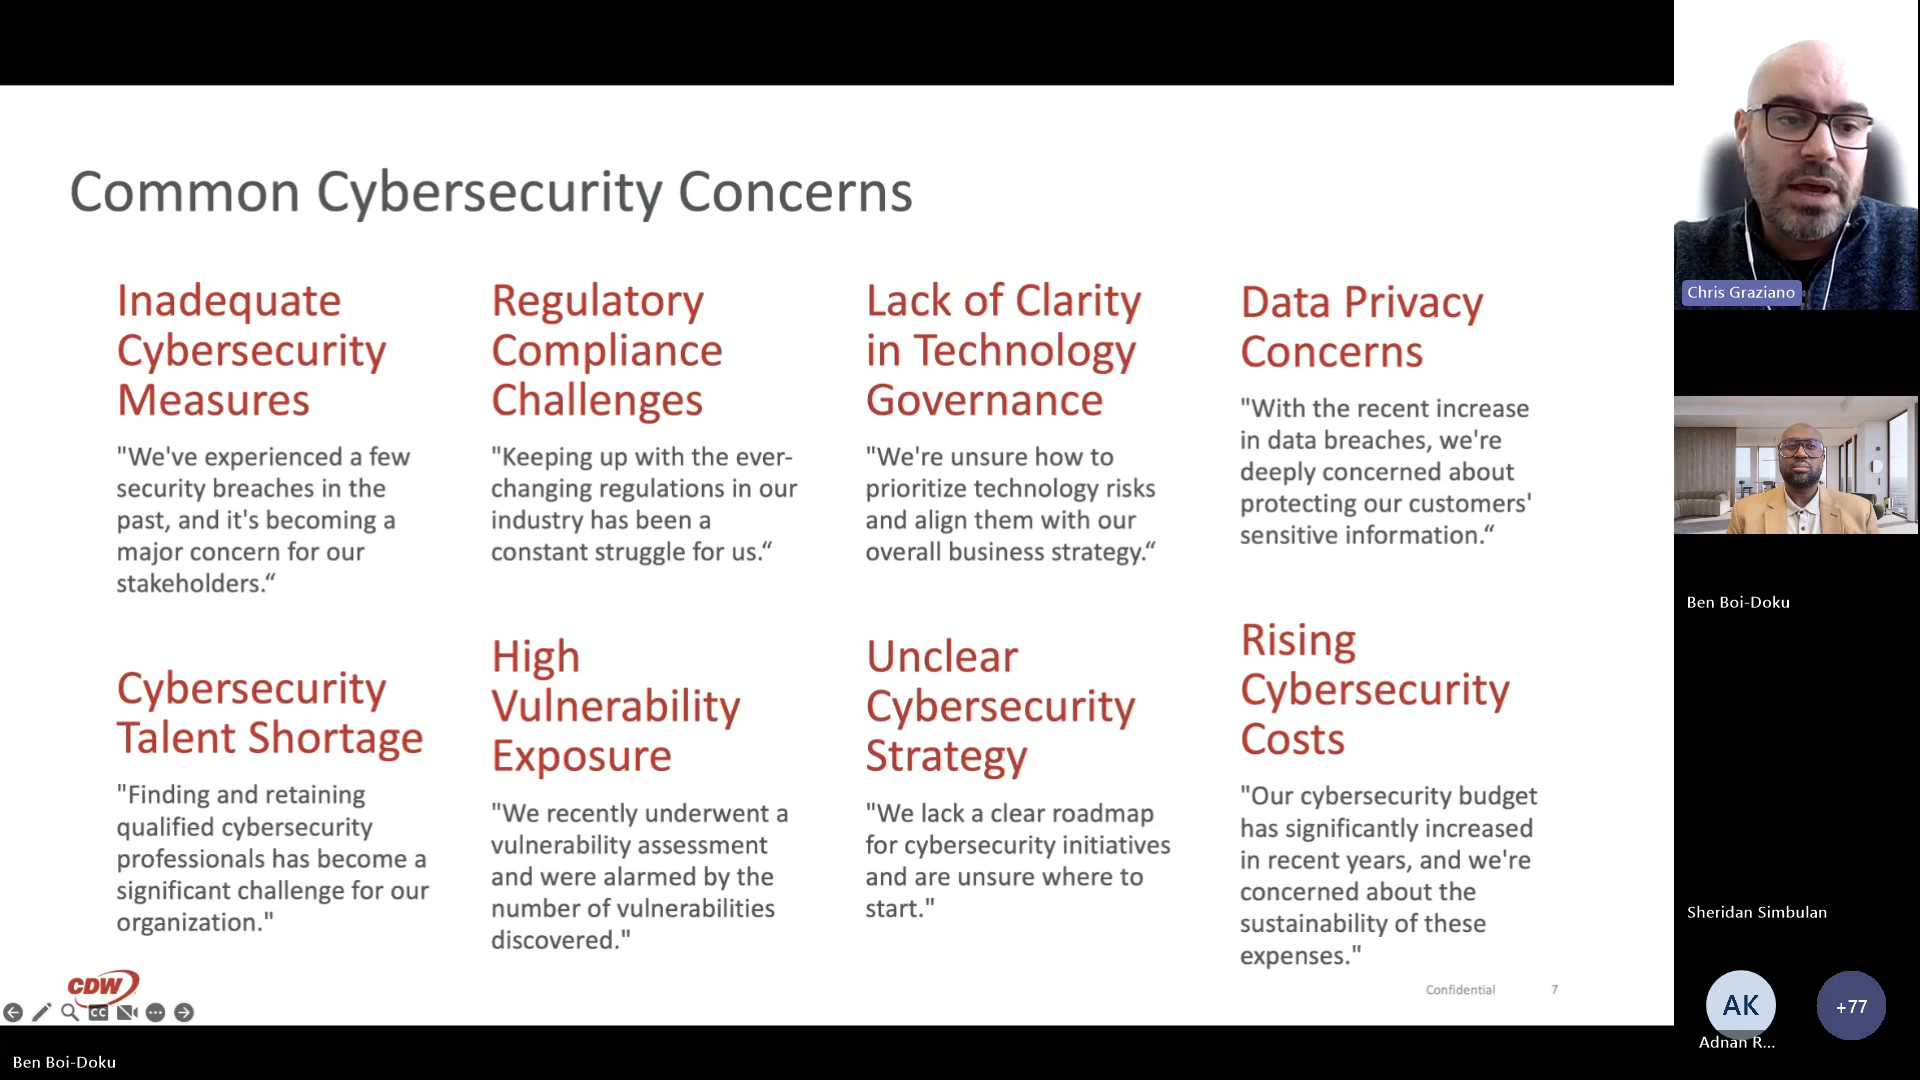 Common Cybersecurity Concerns
Inadequate
Cybersecurity
Measures
"We've experienced a few
security breaches in the
past, and it's becoming a
major concern for our
stakeholders.“
Regulatory
Compliance
Challenges
"Keeping up with the ever-
changing regulations in our
industry has been a
constant struggle for us.“
Lack of Clarity
in Technology
Governance
"We're unsure how to
prioritize technology risks
and align them with our
overall business strategy.“
Data Privacy
Concerns
"With the recent increase
in data breaches, we're
deeply concerned about
protecting our customers'
sensitive information.“
Cybersecurity
Talent Shortage
"Finding and retaining
qualified cybersecurity
professionals has become a
significant challenge for our
organization."
High
Vulnerability
Exposure
"We recently underwent a
vulnerability assessment
and were alarmed by the
number of vulnerabilities
discovered."
Unclear
Cybersecurity
Strategy
"We lack a clear roadmap
for cybersecurity initiatives
and are unsure where to
start."
Rising
Cybersecurity
Costs
"Our cybersecurity budget
has significantly increased
in recent years, and we're
concerned about the
sustainability of these
expenses."
CDW
Confidential
7
CC
Ben Boi-Doku
Chris Graziano
Ben Boi-Doku
Sheridan Simbulan
AK
+77
Adnan R...